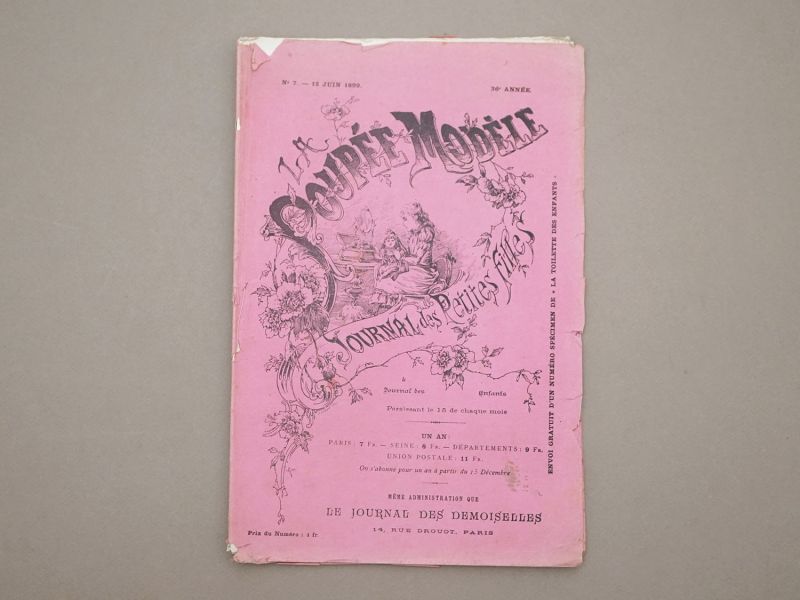 Nº 7. — 15 JUIN 1899.
36e ANNÉE.
LA
POUPÉE MODÈLE
JOURNAL des Petites filles
Journal des Enfants
Paraissant le 15 de chaque mois
UN AN:
PARIS: 7 Fr. — SEINE: 8 Fr. — DÉPARTEMENTS: 9 Fr.
UNION POSTALE: 11 Fr.
On s'abonne pour un an à partir du 15 Décembre
MÊME ADMINISTRATION QUE
LE JOURNAL DES DEMOISELLES
14, RUE DROUOT, PARIS
Prix du Numéro: 1 fr.
ENVOI GRATUIT D'UN NUMÉRO SPÉCIMEN DE « LA TOILETTE DES ENFANTS »